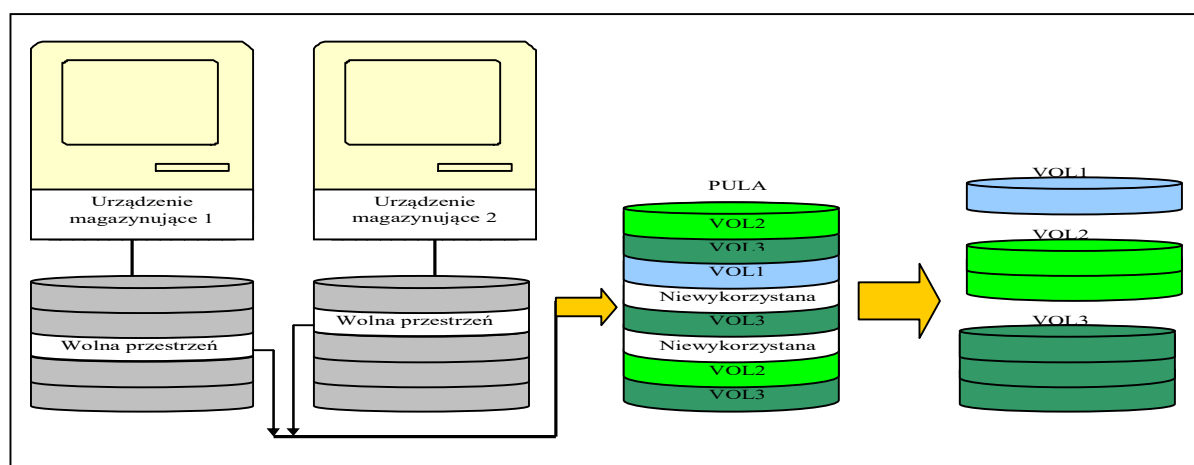 Urządzenie
magazynujące 1
Wolna przestrzeń
Urządzenie
magazynujące 2
Wolna przestrzeń
PULA
VOL2
VOL3
VOL1
Niewykorzystana
VOL3
Niewykorzystana
VOL2
VOL3
VOL1
VOL2
VOL3